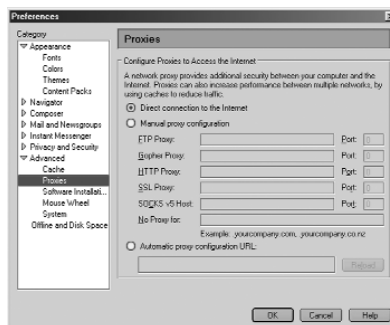 Preferences
Category
Appearance
Fonts
Colors
Themes
Content Packs
Navigator
Composer
Mail and Newsgroups
Instant Messenger
Privacy and Security
Advanced
Cache
Proxies
Software Installati...
Mouse Wheel
System
Offline and Disk Space
Proxies
Configure Proxies to Access the Internet
A network proxy provides additional security between your computer and the
Internet. Proxies can also increase performance between multiple networks, by
using caches to reduce traffic.
Direct connection to the Internet
Manual proxy configuration
FTP Proxy: Port: 0
Gopher Proxy: Port: 0
HTTP Proxy: Port: 0
SSL Proxy: Port: 0
SOCKS v5 Host: Port: 0
No Proxy for:
Example: .yourcompany.com, .yourcompany.co.nz
Automatic proxy configuration URL:
Reload
OK Cancel Help